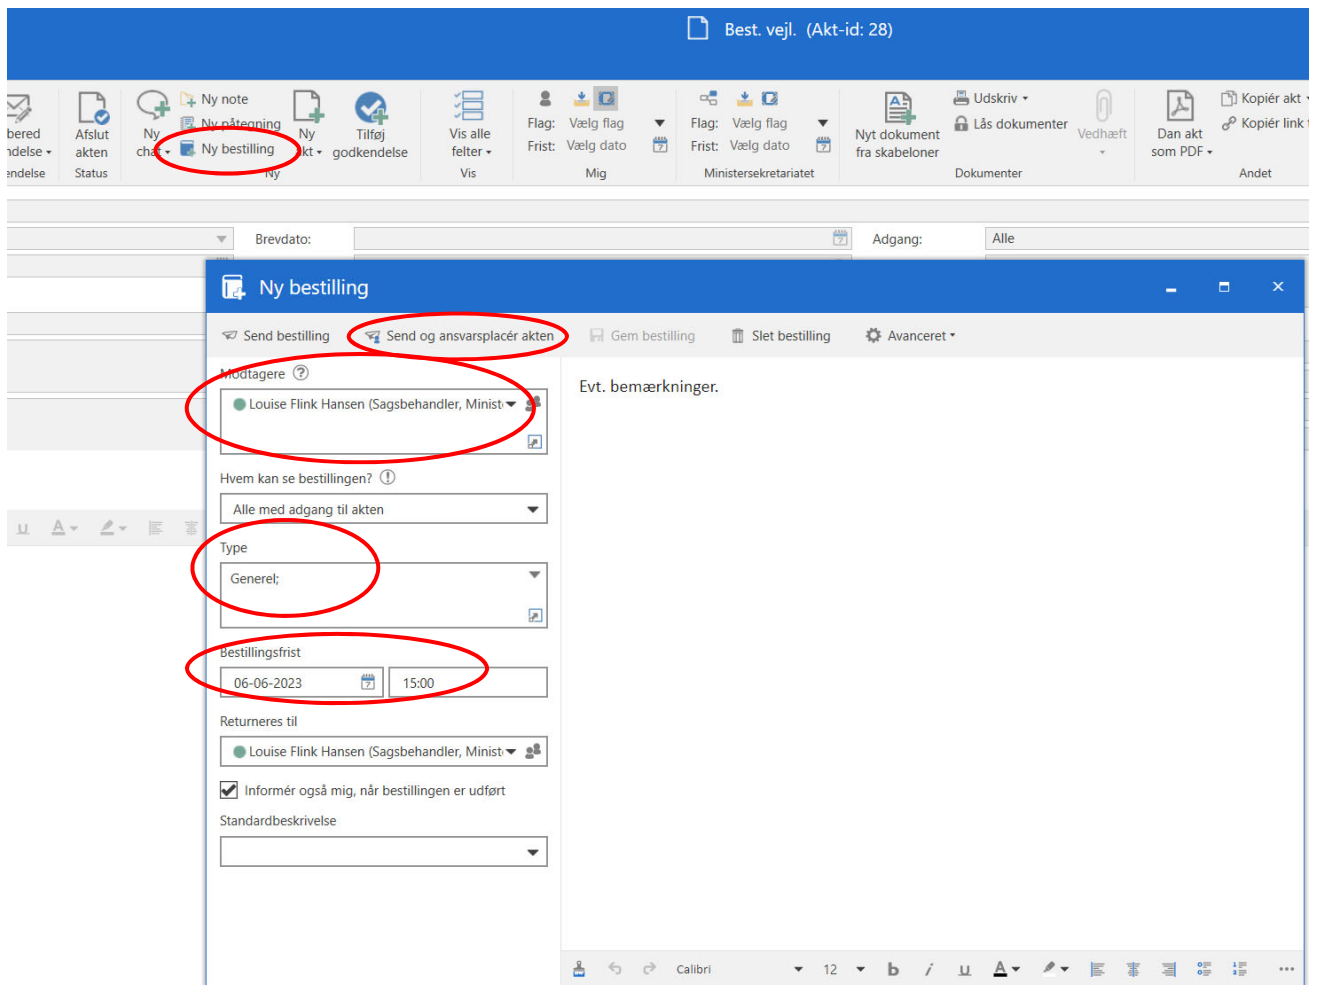 Best. vejl. (Akt-id: 28)
bered
ndelse
endelse
Afslut
akten
Status
Ny
chat
Ny note
Ny påtegning
Ny bestilling
Ny
akt
Tilføj
godkendelse
Ny
Vis alle
felter
Vis
Flag: Vælg flag
Frist: Vælg dato
Mig
Flag: Vælg flag
Frist: Vælg dato
Ministersekretariatet
Nyt dokument
fra skabeloner
Udskriv
Lås dokumenter
Vedhæft
Dokumenter
Dan akt
som PDF
Kopiér akt
Kopiér link
Andet
Brevdato:
Adgang: Alle
Ny bestilling
Send bestilling Send og ansvarsplacér akten Gem bestilling Slet bestilling Avanceret
Modtagere
Louise Flink Hansen (Sagsbehandler, Minist
Hvem kan se bestillingen?
Alle med adgang til akten
Type
Generel;
Bestillingsfrist
06-06-2023 15:00
Returneres til
Louise Flink Hansen (Sagsbehandler, Minist
Informér også mig, når bestillingen er udført
Standardbeskrivelse
Evt. bemærkninger.
Calibri 12 b i u A